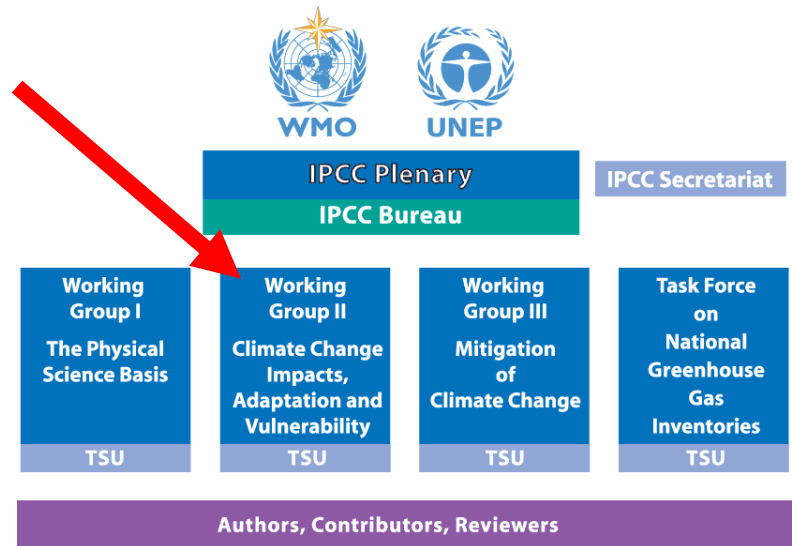 WMO
UNEP
IPCC Plenary
IPCC Bureau
IPCC Secretariat
Working
Group I
The Physical
Science Basis
TSU
Working
Group II
Climate Change
Impacts,
Adaptation and
Vulnerability
TSU
Working
Group III
Mitigation
of
Climate Change
TSU
Task Force
on
National
Greenhouse
Gas
Inventories
TSU
Authors, Contributors, Reviewers